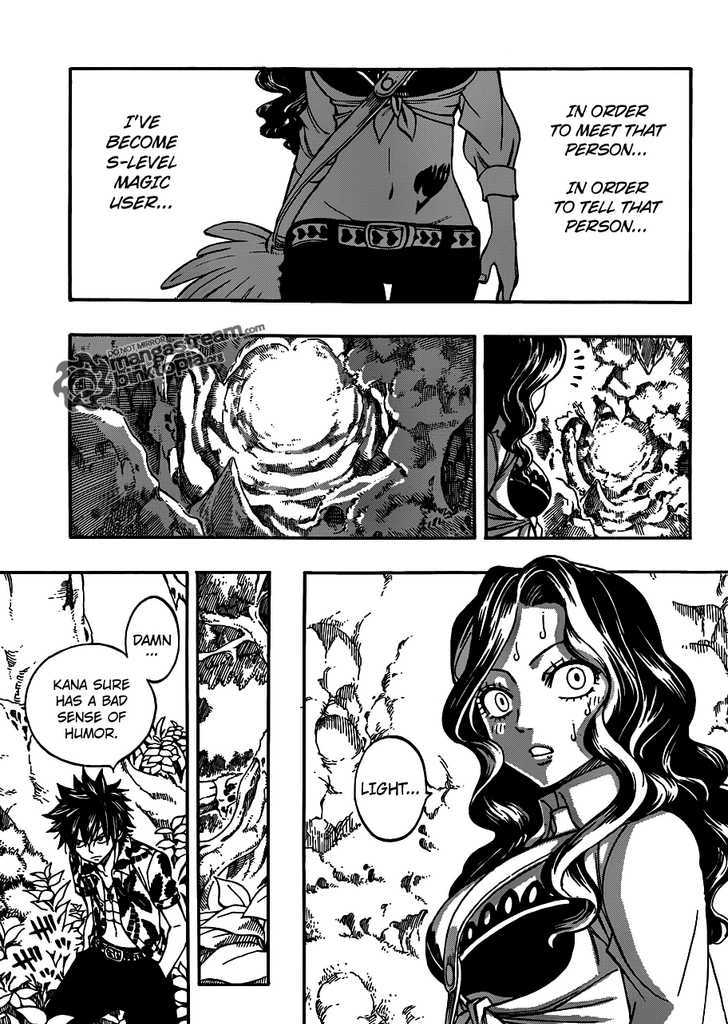 IN ORDER
TO MEET THAT
PERSON...
IN ORDER
TO TELL THAT
PERSON...
I'VE
BECOME
S-LEVEL
MAGIC
USER...
DO NOT MIRROR
mangastream.com
binktopia
LIGHT...
DAMN
...
KANA SURE
HAS A BAD
SENSE OF
HUMOR.